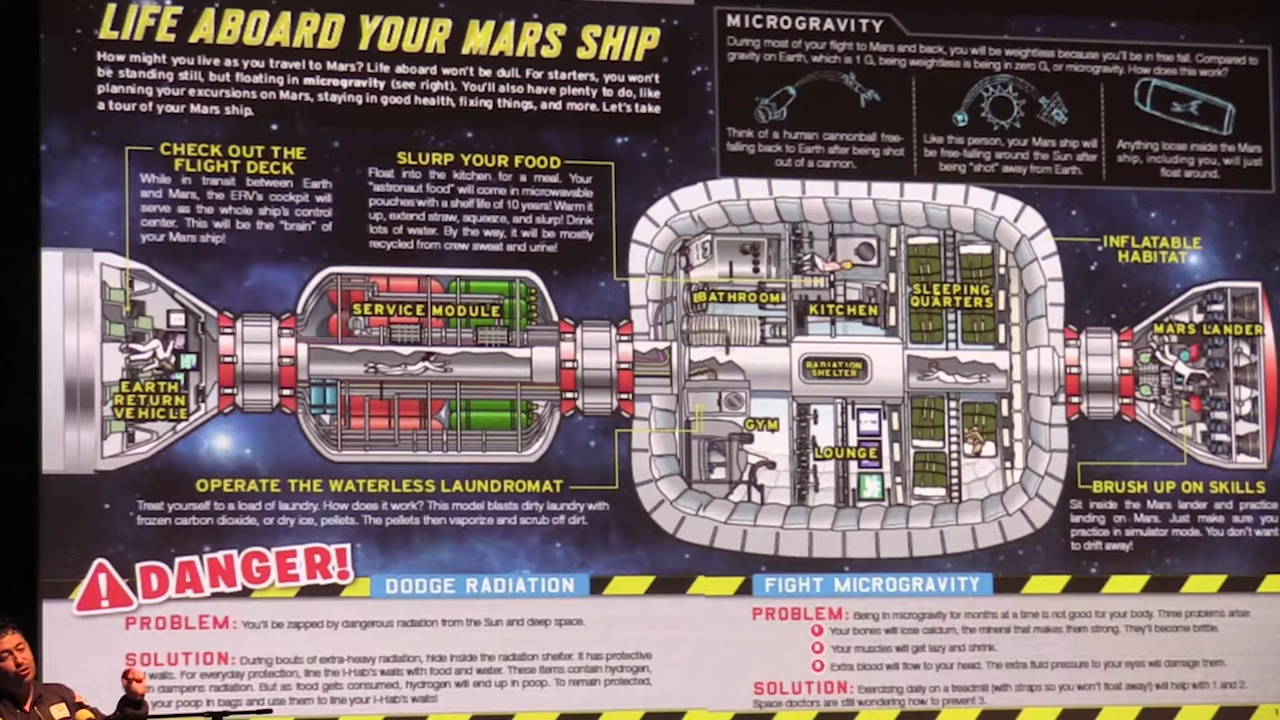 LIFE ABOARD YOUR MARS SHIP
How might you live as you travel to Mars? Life aboard won't be dull. For starters, you won't
be standing still, but floating in microgravity (see right). You'll also have plenty to do, like
planning your excursions on Mars, staying in good health, fixing things, and more. Let's take
a tour of your Mars ship.
MICROGRAVITY
During most of your flight to Mars and back, you will be weightless because you'll be in free fall. Compared to
gravity on Earth, which is 1 G, being weightless is being in zero G, or microgravity. How does this work?
Think of a human cannonball free-
falling back to Earth after being shot
out of a cannon.
Like this person, your Mars ship will
be free-falling around the Sun after
being "shot" away from Earth.
Anything loose inside the Mars
ship, including you, will just
float around.
CHECK OUT THE
FLIGHT DECK
While in transit between Earth
and Mars, the ERV's cockpit will
serve as the whole ship's control
center. This will be the "brain" of
your Mars ship!
SLURP YOUR FOOD
Float into the kitchen for a meal. Your
"astronaut food" will come in microwavable
pouches with a shelf life of 10 years! Warm it
up, extend straw, squeeze, and slurp! Drink
lots of water. By the way, it will be mostly
recycled from crew sweat and urine!
INFLATABLE
HABITAT
EARTH
RETURN
VEHICLE
SERVICE MODULE
BATHROOM
KITCHEN
SLEEPING
QUARTERS
RADIATION
SHELTER
GYM
LOUNGE
MARS LANDER
OPERATE THE WATERLESS LAUNDROMAT
Treat yourself to a load of laundry. How does it work? This model blasts dirty laundry with
frozen carbon dioxide, or dry ice, pellets. The pellets then vaporize and scrub off dirt.
BRUSH UP ON SKILLS
Sit inside the Mars lander and practice
landing on Mars. Just make sure you
practice in simulator mode. You don't want
to drift away!
DANGER!
DODGE RADIATION
PROBLEM: You'll be zapped by dangerous radiation from the Sun and deep space.
SOLUTION: During bouts of extra-heavy radiation, hide inside the radiation shelter. It has protective
walls. For everyday protection, line the I-Hab's walls with food and water. These items contain hydrogen,
dampens radiation. But as food gets consumed, hydrogen will end up in poop. To remain protected,
your poop in bags and use them to line your I-Hab's walls!
FIGHT MICROGRAVITY
PROBLEM: Being in microgravity for months at a time is not good for your body. Three problems arise:
1 Your bones will lose calcium, the mineral that makes them strong. They'll become brittle.
2 Your muscles will get lazy and shrink.
3 Extra blood will flow to your head. The extra fluid pressure to your eyes will damage them.
SOLUTION: Exercising daily on a treadmill (with straps so you won't float away!) will help with 1 and 2.
Space doctors are still wondering how to prevent 3.